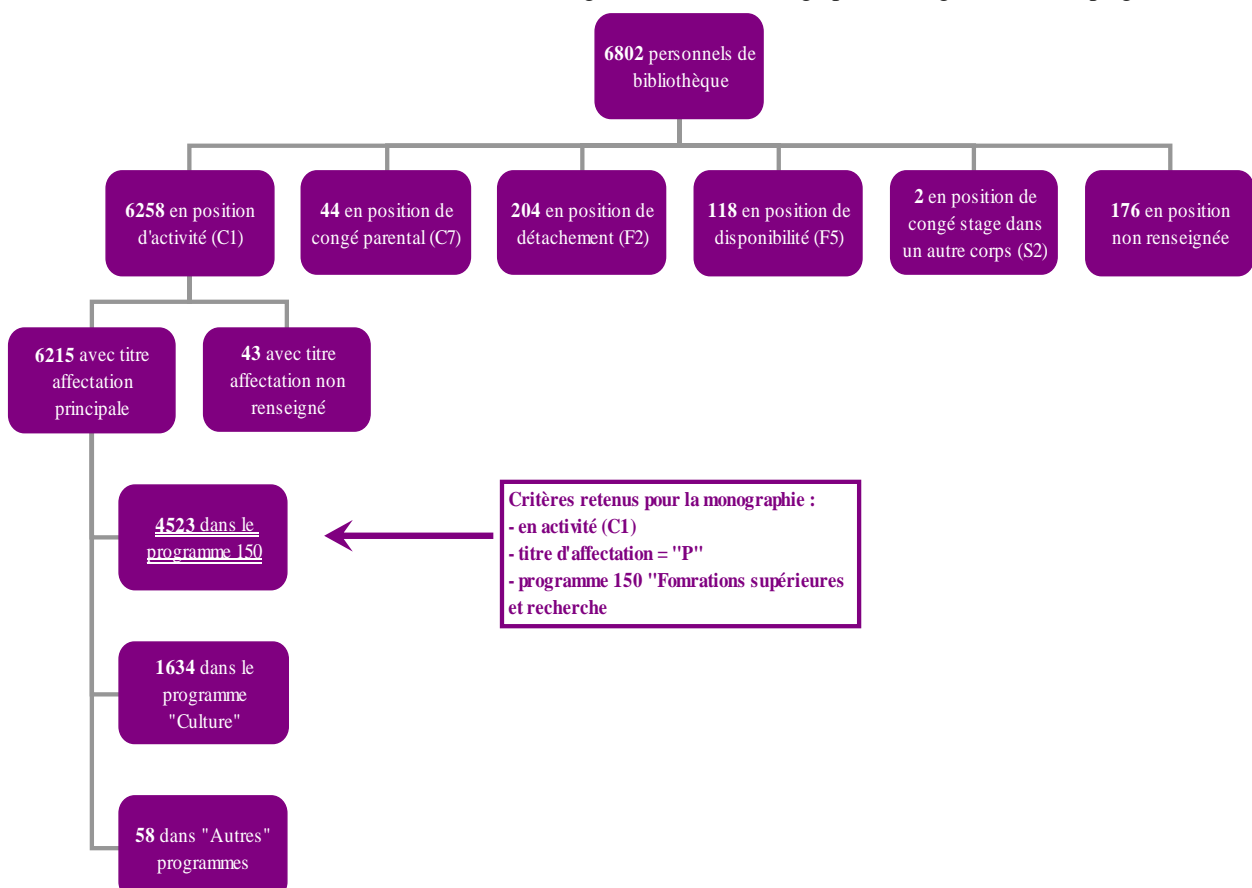 6802 personnels de
bibliothèque
6258 en position
d'activité (C1)
44 en position de
congé parental (C7)
204 en position de
détachement (F2)
118 en position de
disponibilité (F5)
2 en position de
congé stage dans
un autre corps (S2)
176 en position
non renseignée
6215 avec titre
affectation
principale
43 avec titre
affectation non
renseigné
4523 dans le
programme 150
Critères retenus pour la monographie :
- en activité (C1)
- titre d'affectation = "P"
- programme 150 "Fomrations supérieures
et recherche
1634 dans le
programme
"Culture"
58 dans "Autres"
programmes